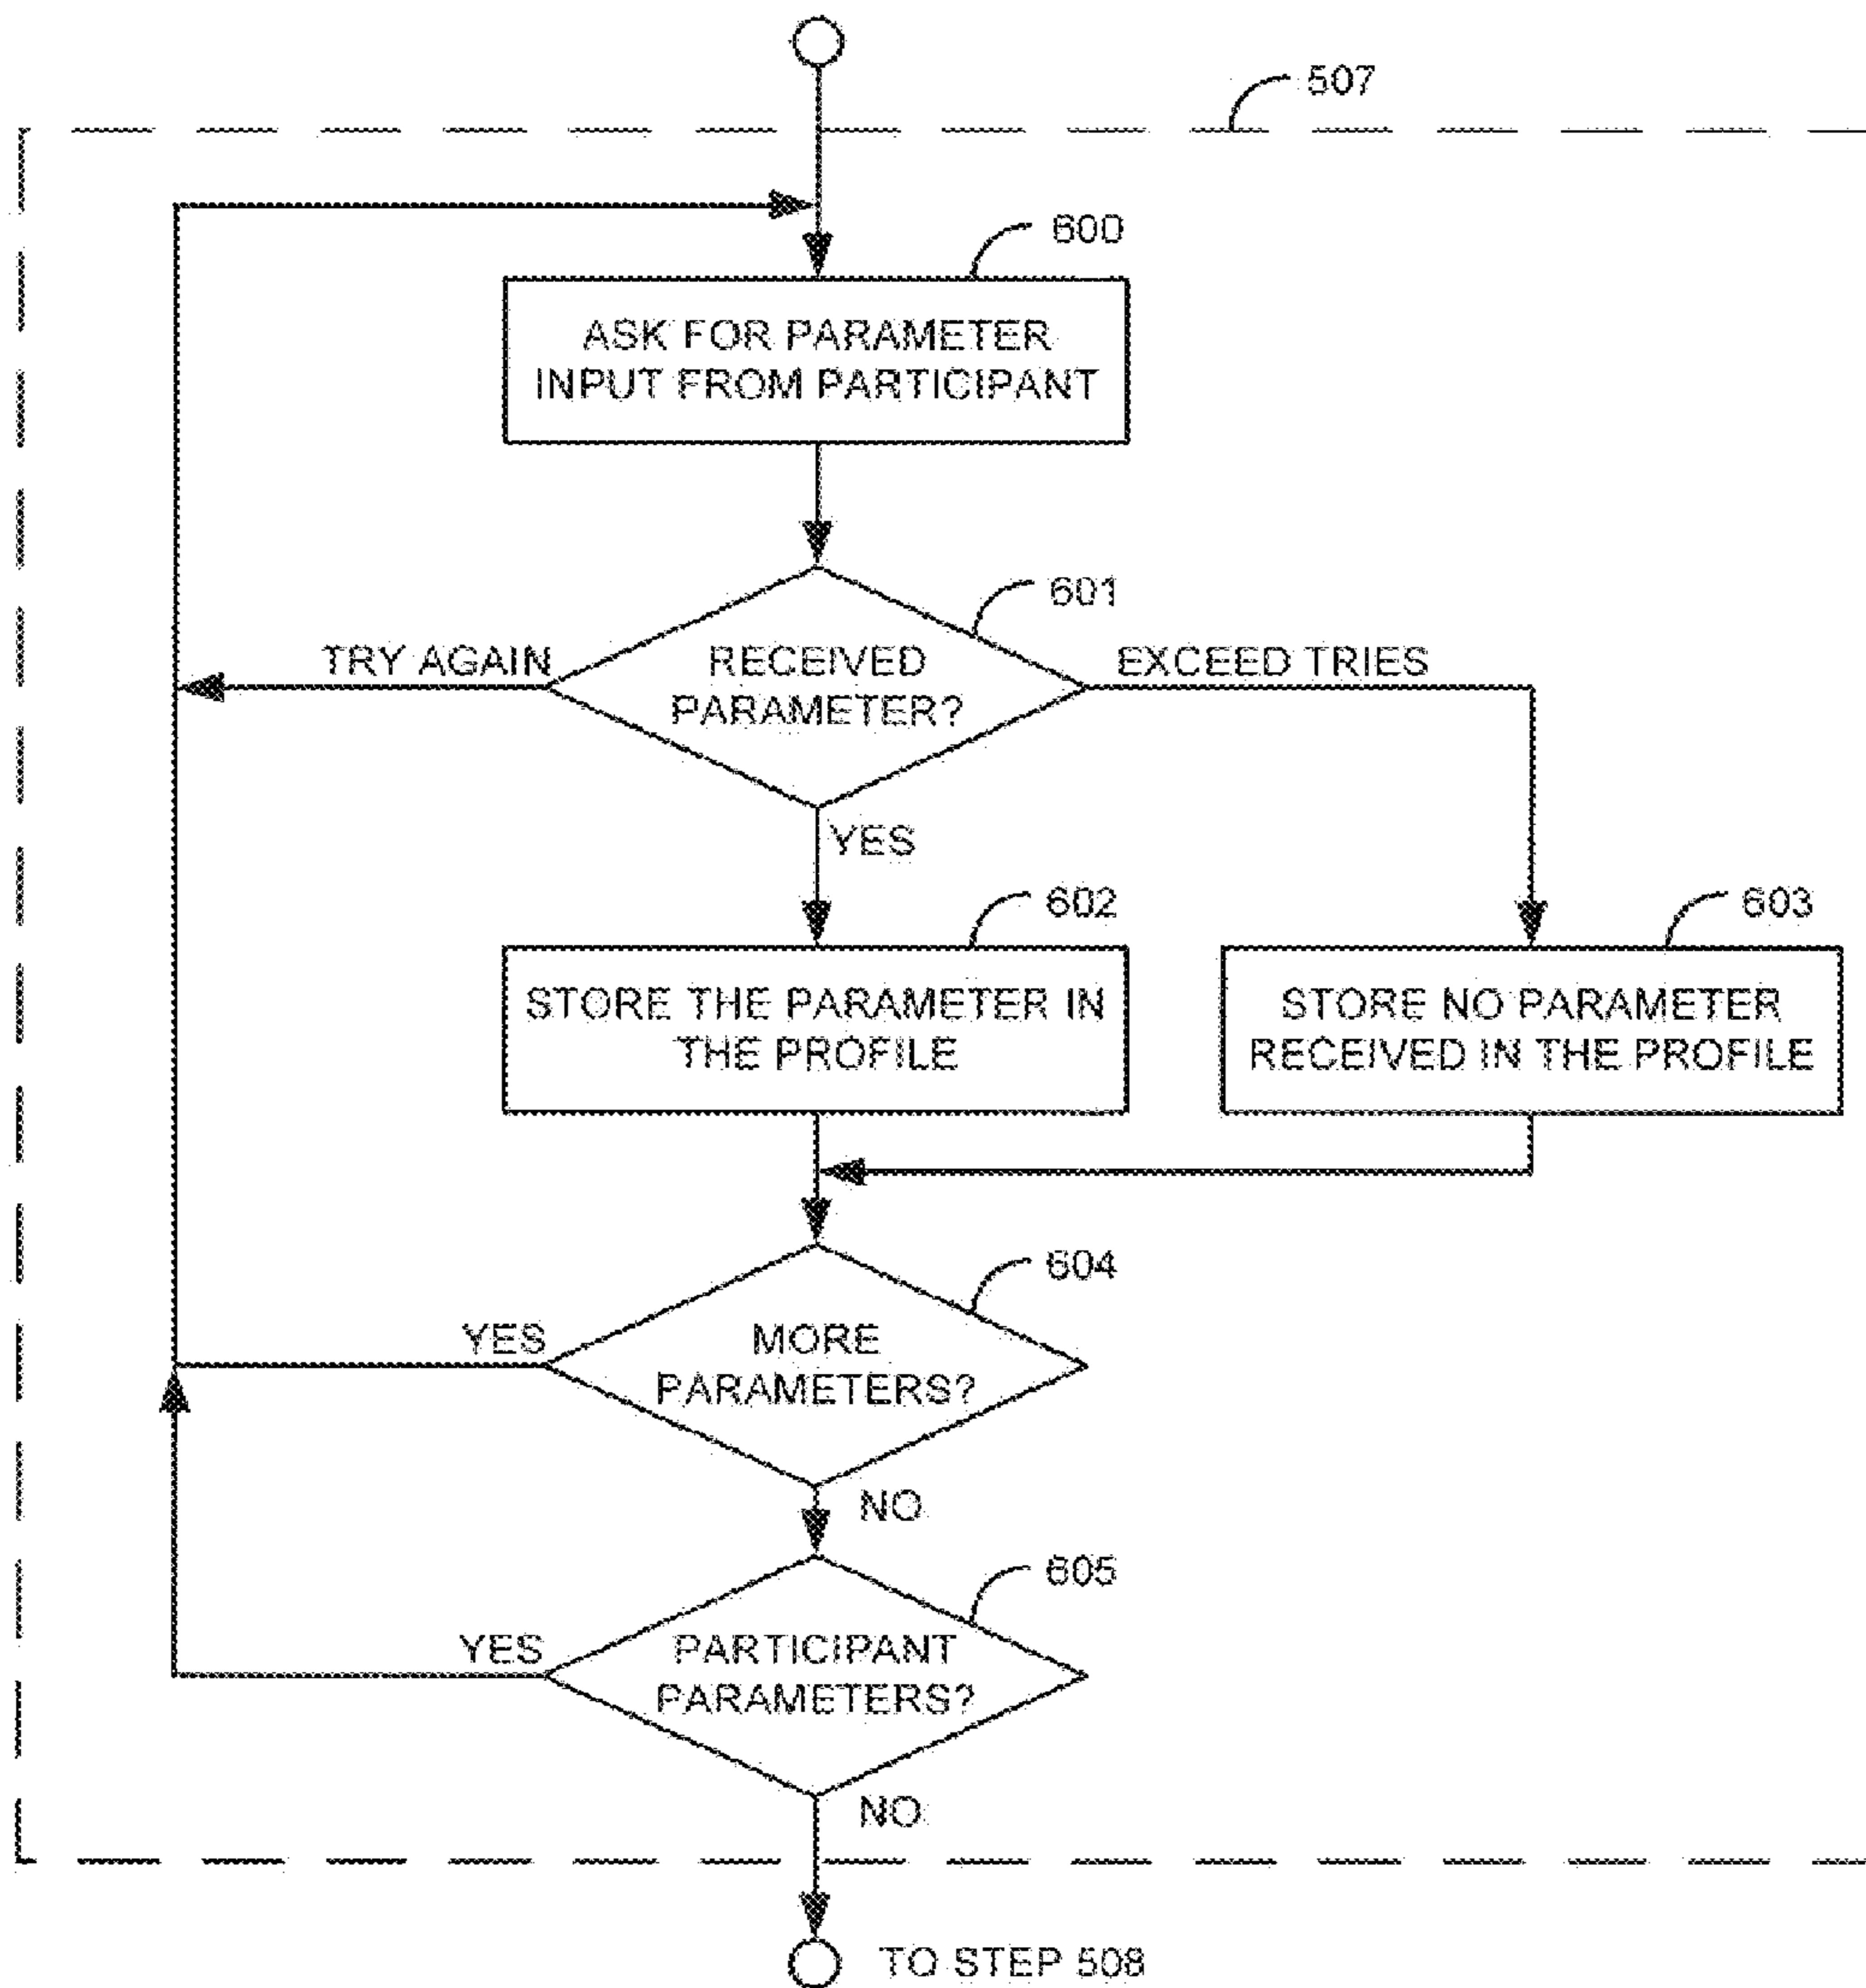 507
600
ASK FOR PARAMETER
INPUT FROM PARTICIPANT
601
TRY AGAIN
RECEIVED
PARAMETER?
EXCEED TRIES
YES
602
603
STORE THE PARAMETER IN
THE PROFILE
STORE NO PARAMETER
RECEIVED IN THE PROFILE
604
YES
MORE
PARAMETERS?
NO
605
YES
PARTICIPANT
PARAMETERS?
NO
TO STEP 508